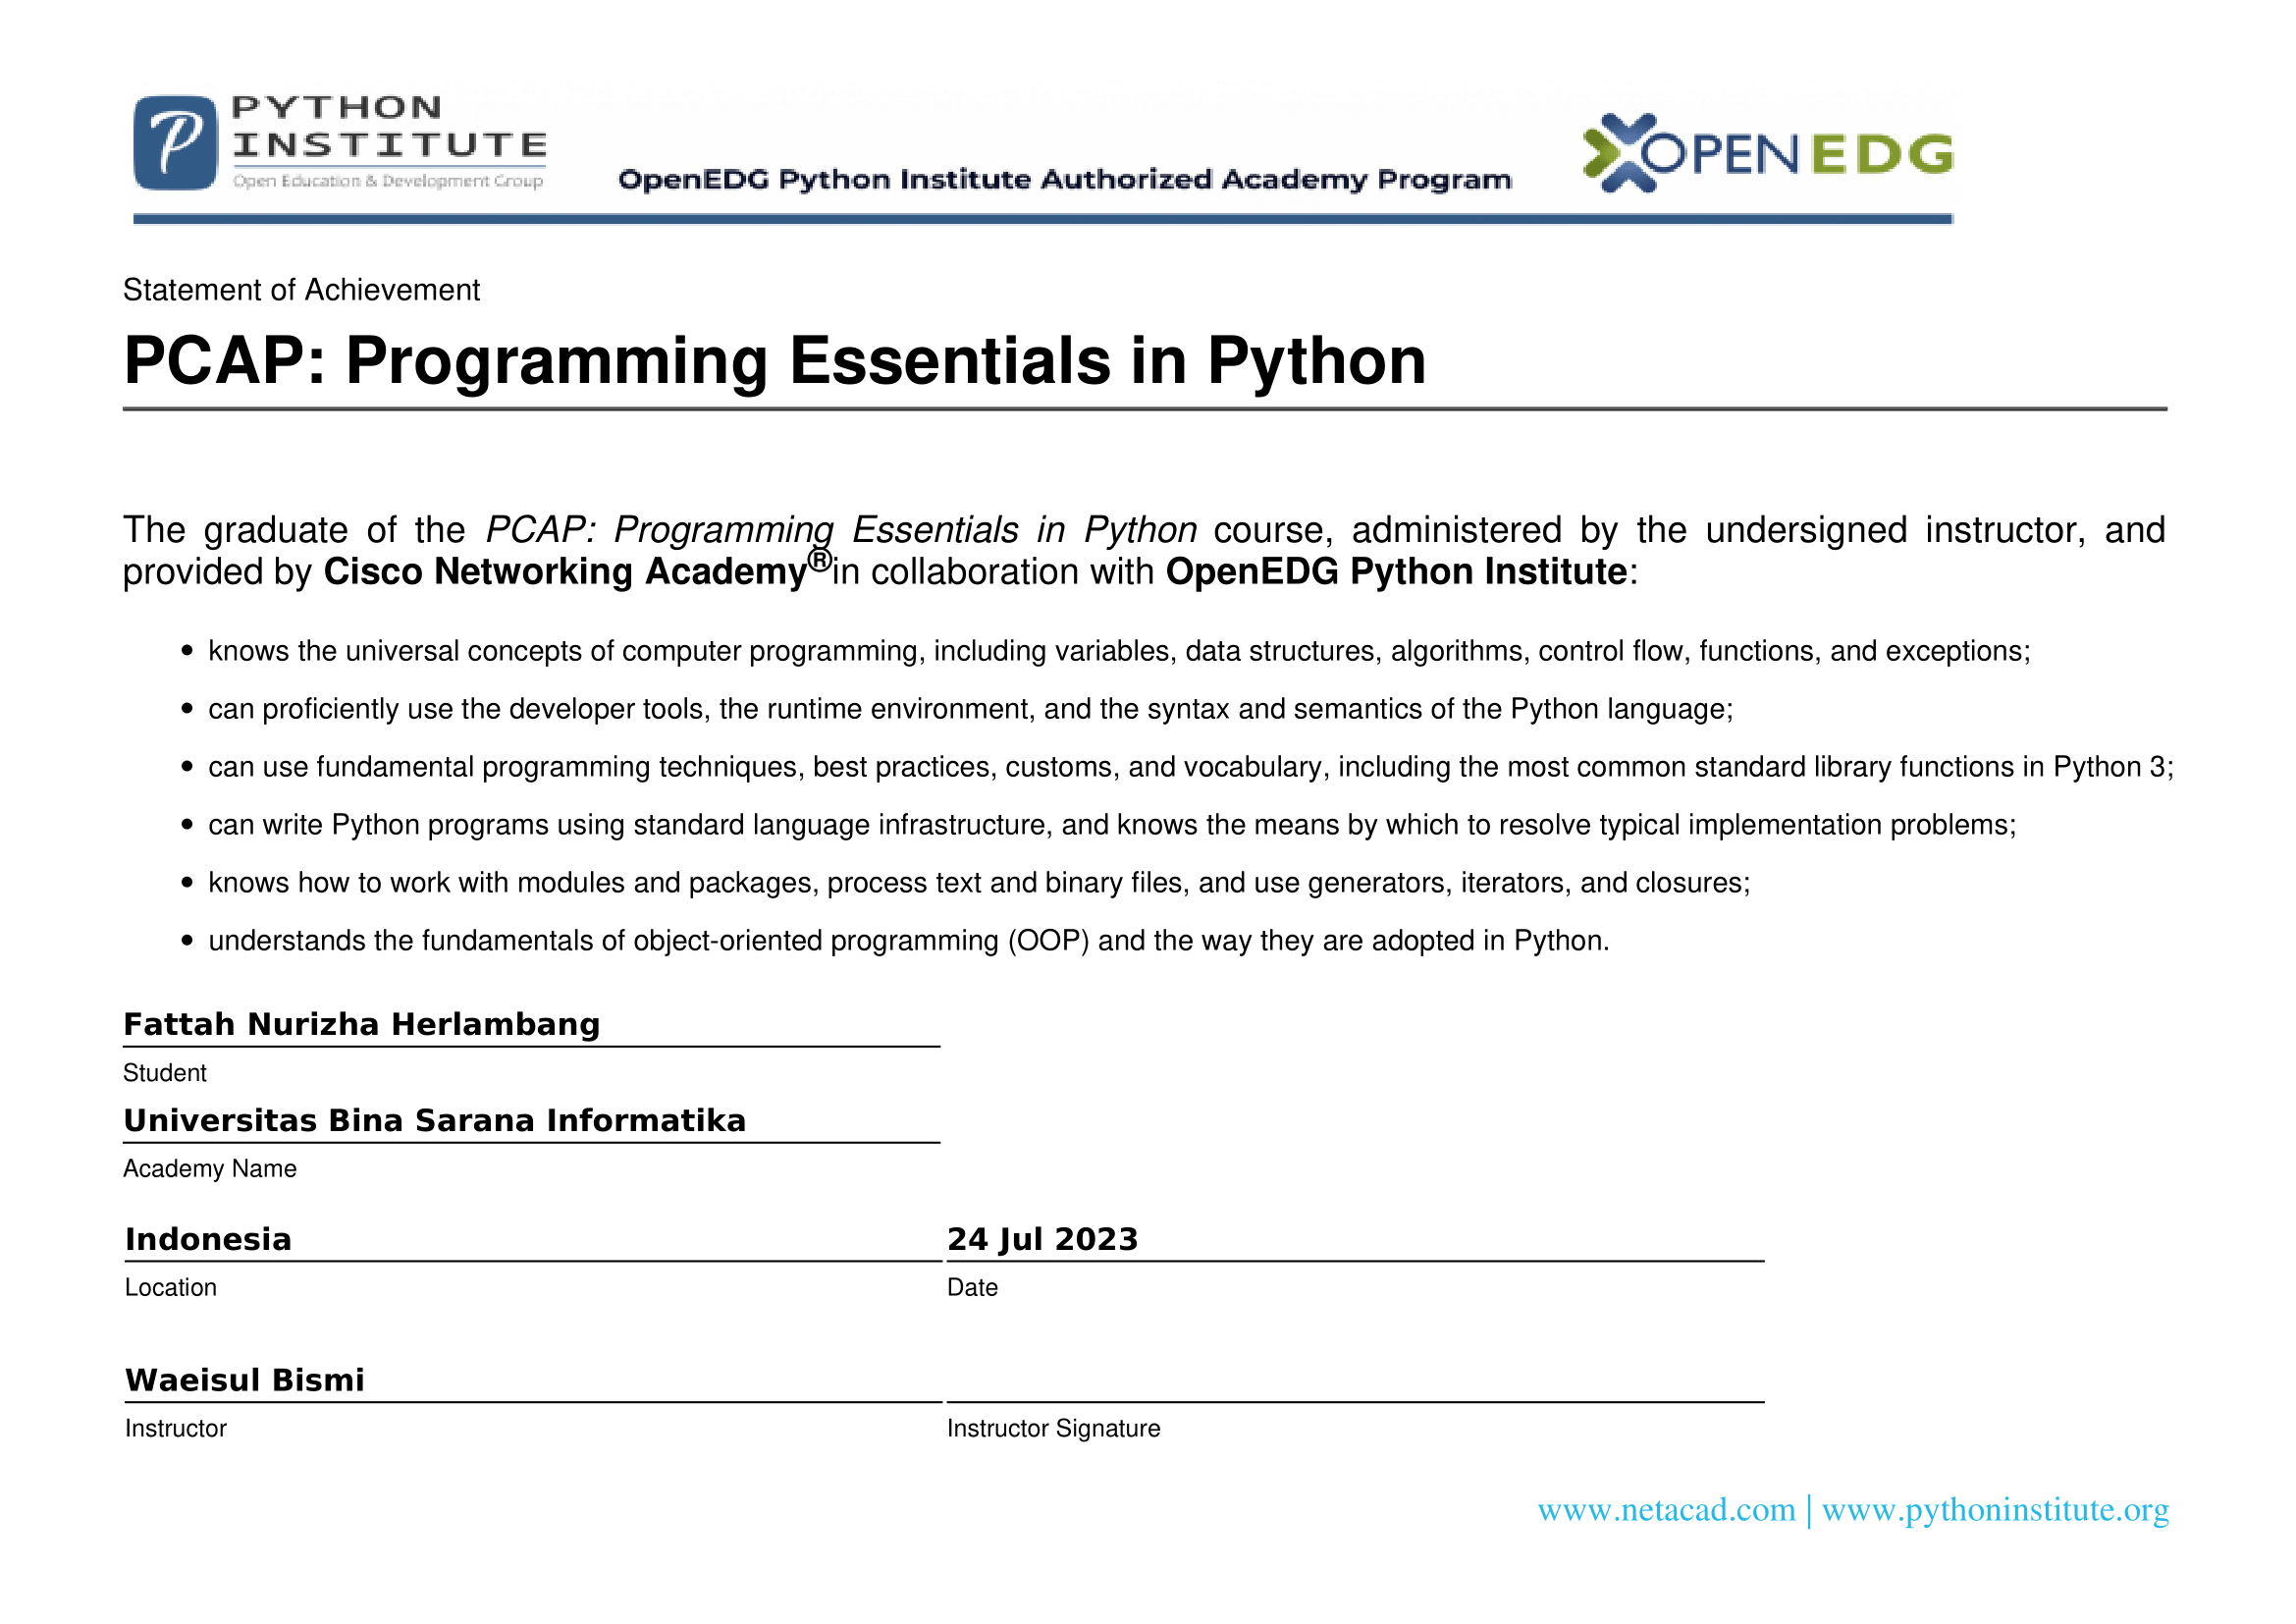 PYTHON
INSTITUTE
Open Education & Development Group
OpenEDG Python Institute Authorized Academy Program
OPENEDG
Statement of Achievement
PCAP: Programming Essentials in Python
The graduate of the PCAP: Programming Essentials in Python course, administered by the undersigned instructor, and
provided by Cisco Networking Academy®in collaboration with OpenEDG Python Institute:
• knows the universal concepts of computer programming, including variables, data structures, algorithms, control flow, functions, and exceptions;
• can proficiently use the developer tools, the runtime environment, and the syntax and semantics of the Python language;
• can use fundamental programming techniques, best practices, customs, and vocabulary, including the most common standard library functions in Python 3;
• can write Python programs using standard language infrastructure, and knows the means by which to resolve typical implementation problems;
• knows how to work with modules and packages, process text and binary files, and use generators, iterators, and closures;
• understands the fundamentals of object-oriented programming (OOP) and the way they are adopted in Python.
Fattah Nurizha Herlambang
Student
Universitas Bina Sarana Informatika
Academy Name
Indonesia
Location
24 Jul 2023
Date
Waeisul Bismi
Instructor
Instructor Signature
www.netacad.com | www.pythoninstitute.org